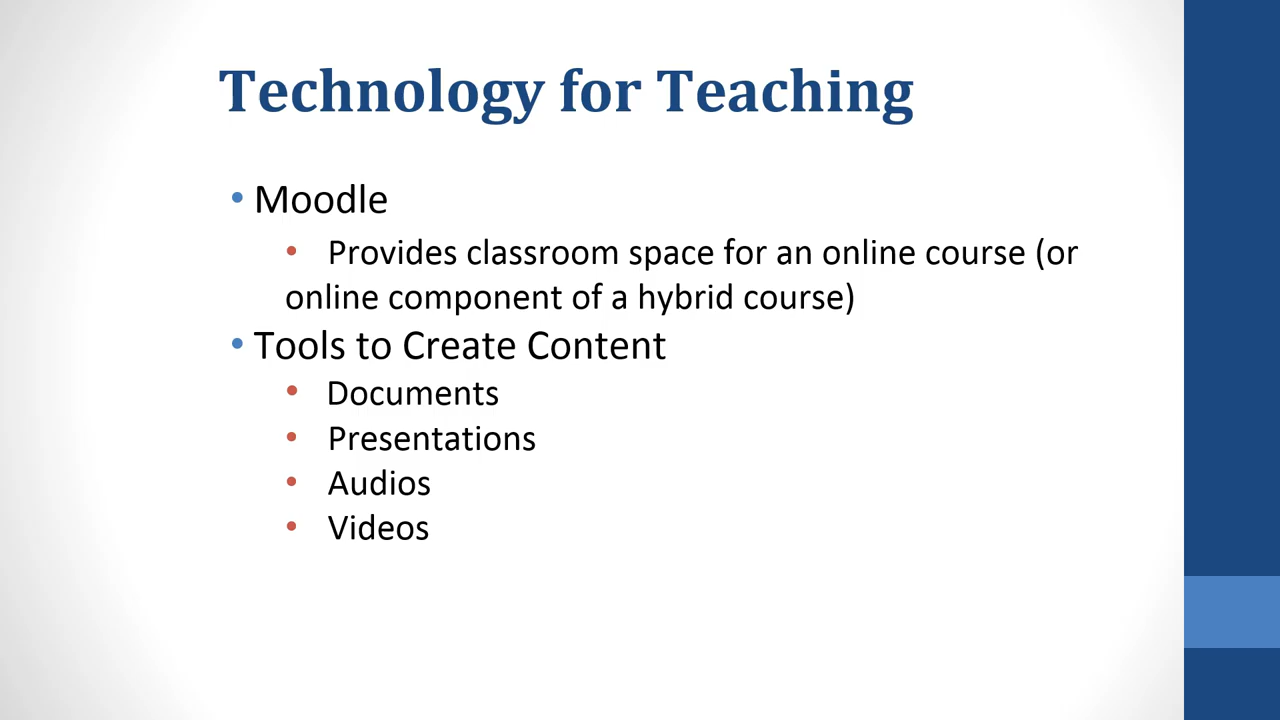 Technology for Teaching
• Moodle
• Provides classroom space for an online course (or
online component of a hybrid course)
• Tools to Create Content
• Documents
• Presentations
• Audios
• Videos